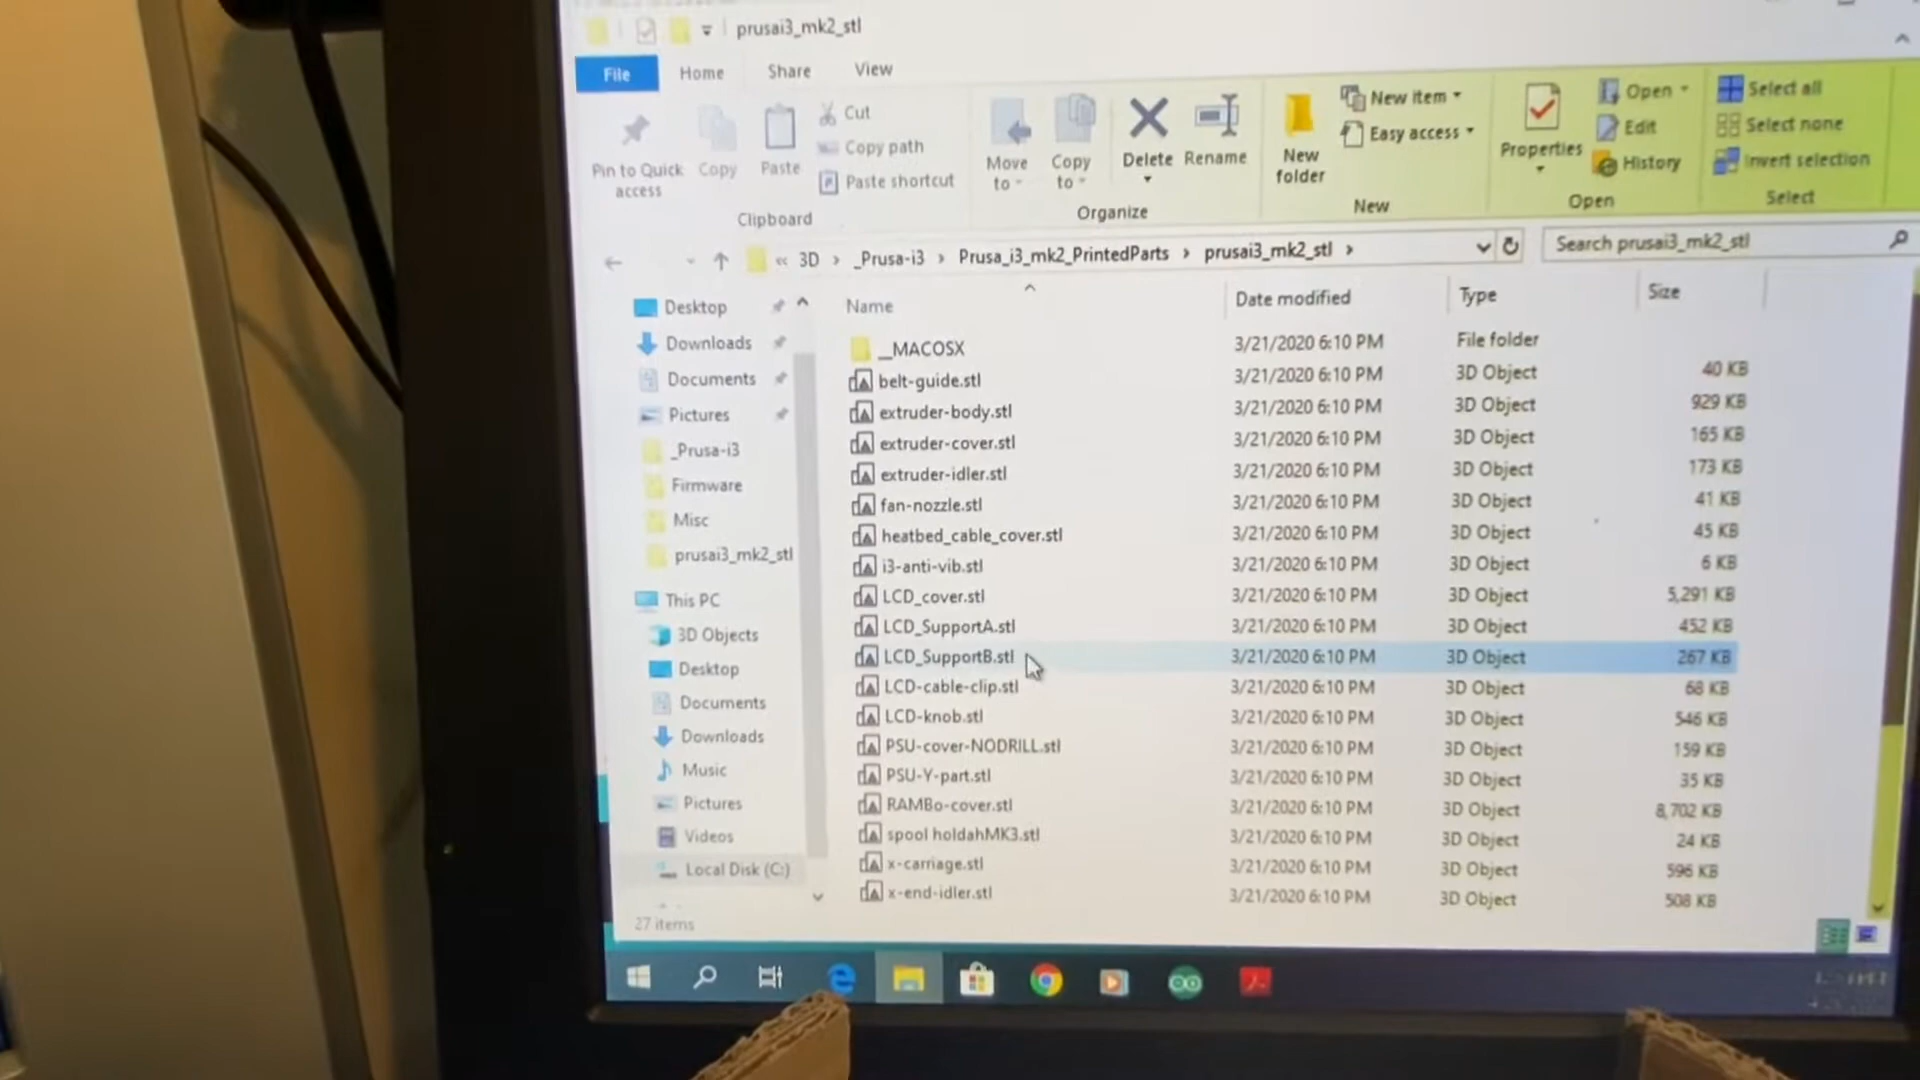 prusai3_mk2_stl
File Home Share View
Pin to Quick access
Copy
Paste
Cut
Copy path
Paste shortcut
Clipboard
Move to
Copy to
Delete
Rename
Organize
New folder
New item
Easy access
New
Properties
Open
Edit
History
Open
Select all
Select none
Invert selection
Select
« 3D › _Prusa-i3 › Prusa_i3_mk2_PrintedParts › prusai3_mk2_stl ›
Search prusai3_mk2_stl
Desktop
Downloads
Documents
Pictures
_Prusa-i3
Firmware
Misc
prusai3_mk2_stl
This PC
3D Objects
Desktop
Documents
Downloads
Music
Pictures
Videos
Local Disk (C:)
Name Date modified Type Size
__MACOSX 3/21/2020 6:10 PM File folder
belt-guide.stl 3/21/2020 6:10 PM 3D Object 40 KB
extruder-body.stl 3/21/2020 6:10 PM 3D Object 929 KB
extruder-cover.stl 3/21/2020 6:10 PM 3D Object 165 KB
extruder-idler.stl 3/21/2020 6:10 PM 3D Object 173 KB
fan-nozzle.stl 3/21/2020 6:10 PM 3D Object 41 KB
heatbed_cable_cover.stl 3/21/2020 6:10 PM 3D Object 45 KB
i3-anti-vib.stl 3/21/2020 6:10 PM 3D Object 6 KB
LCD_cover.stl 3/21/2020 6:10 PM 3D Object 5,291 KB
LCD_SupportA.stl 3/21/2020 6:10 PM 3D Object 452 KB
LCD_SupportB.stl 3/21/2020 6:10 PM 3D Object 267 KB
LCD-cable-clip.stl 3/21/2020 6:10 PM 3D Object 68 KB
LCD-knob.stl 3/21/2020 6:10 PM 3D Object 546 KB
PSU-cover-NODRILL.stl 3/21/2020 6:10 PM 3D Object 159 KB
PSU-Y-part.stl 3/21/2020 6:10 PM 3D Object 35 KB
RAMBo-cover.stl 3/21/2020 6:10 PM 3D Object 8,702 KB
spool holdahMK3.stl 3/21/2020 6:10 PM 3D Object 24 KB
x-carriage.stl 3/21/2020 6:10 PM 3D Object 596 KB
x-end-idler.stl 3/21/2020 6:10 PM 3D Object 508 KB
27 items